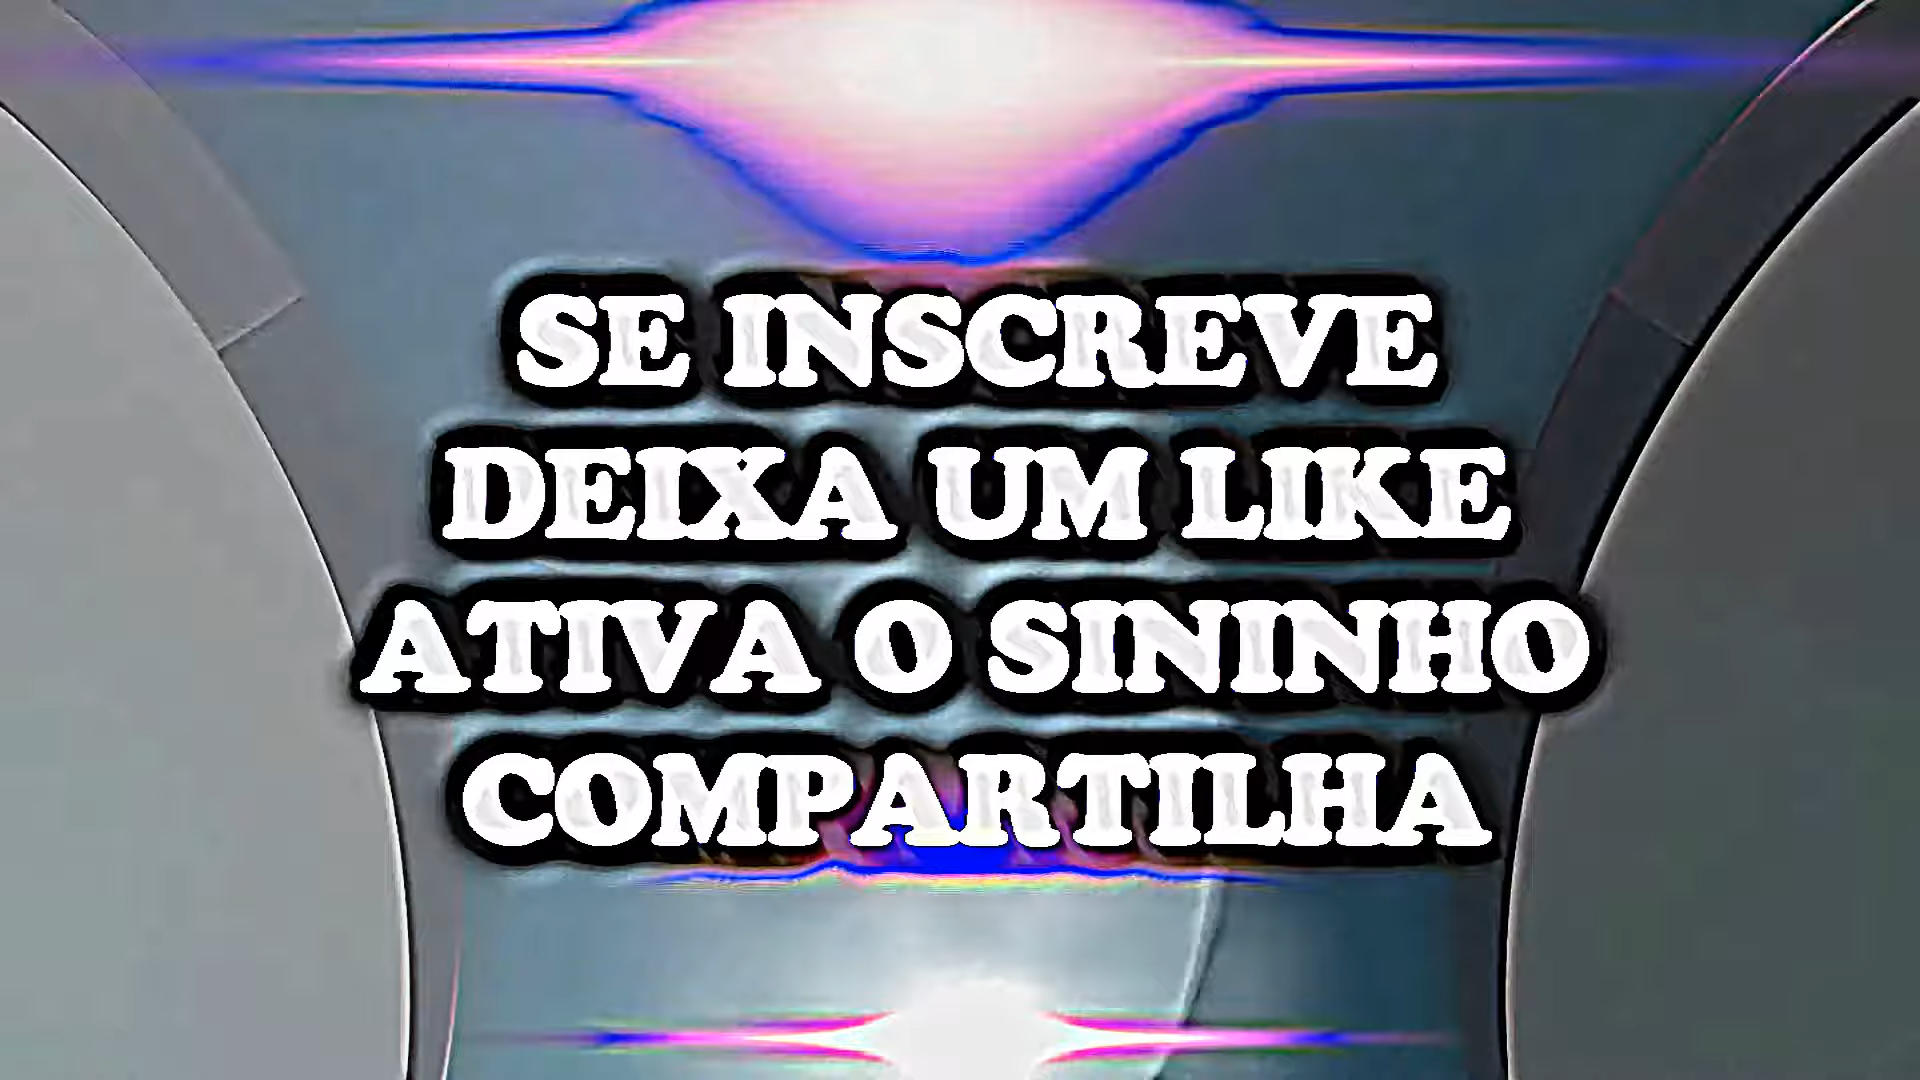 SE INSCREVE
DEIXA UM LIKE
ATIVA O SININHO
COMPARTILHA